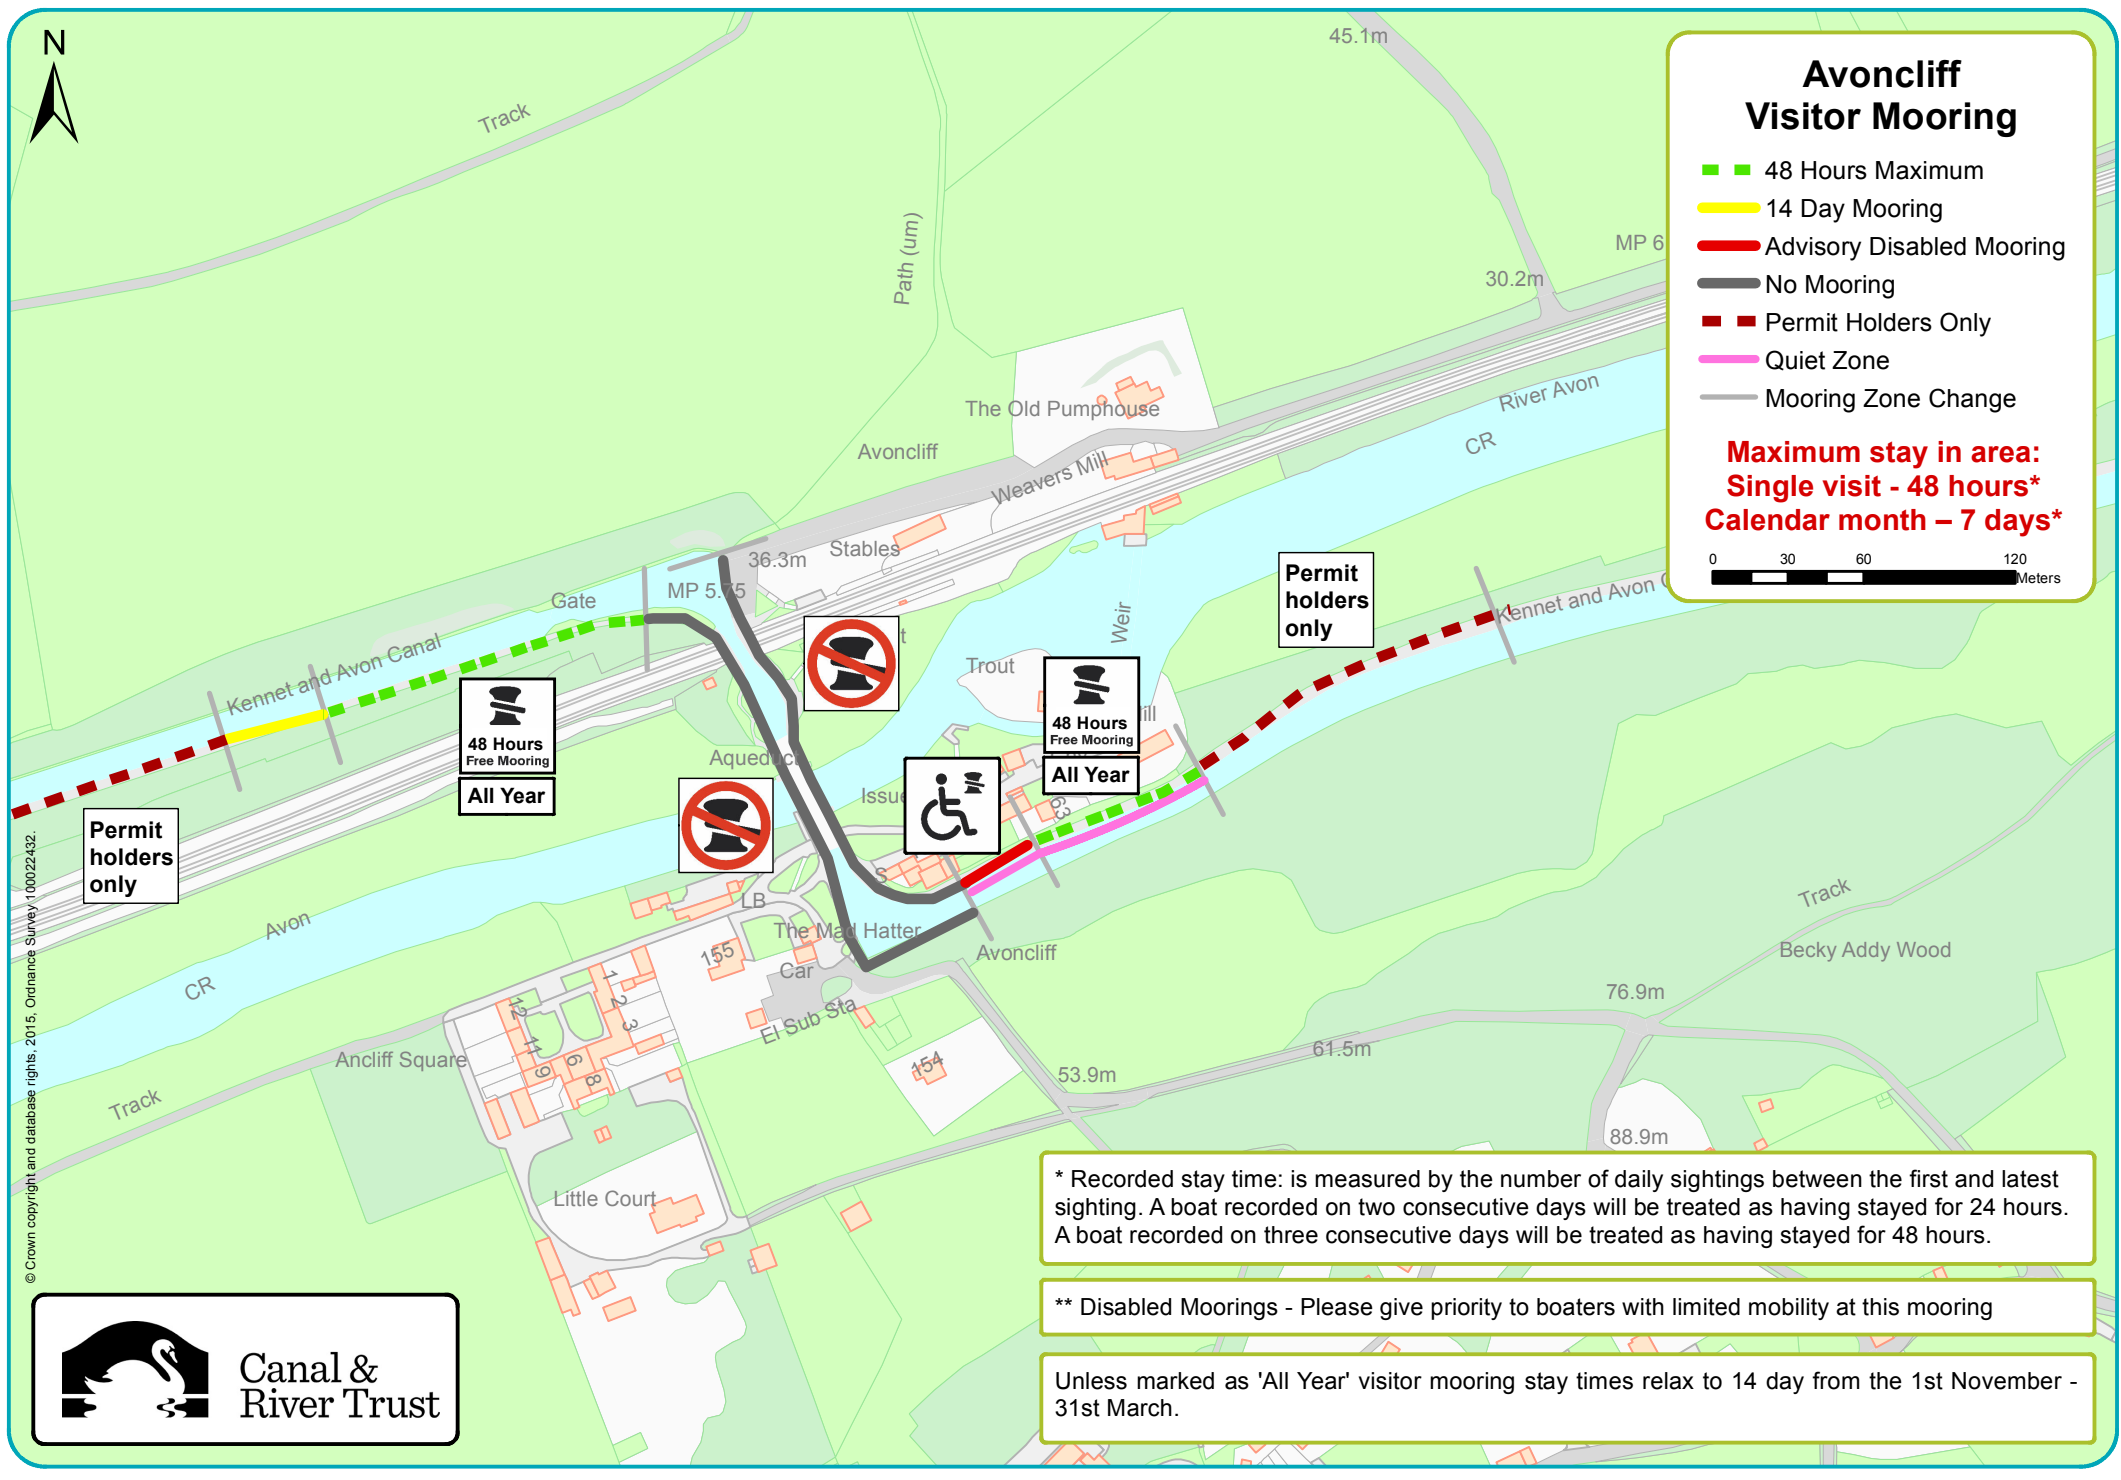 N
Track
45.1m
Path (um)
MP 6
30.2m
River Avon
CR
The Old Pumphouse
Avoncliff
Weavers Mill
Stables
36.3m
MP 5.75
Gate
Kennet and Avon Canal
Weir
Trout
Aqueduct
Issue
63
S
LB
The Mad Hatter
Avoncliff
155
Car
El Sub Sta
154
1
2
3
12
11
9
6
8
Ancliff Square
Avon
CR
Track
Little Court
53.9m
61.5m
76.9m
88.9m
Track
Becky Addy Wood
Kennet and Avon C
Permit
holders
only
48 Hours
Free Mooring
All Year
48 Hours
Free Mooring
All Year
Permit
holders
only
Avoncliff
Visitor Mooring
48 Hours Maximum
14 Day Mooring
Advisory Disabled Mooring
No Mooring
Permit Holders Only
Quiet Zone
Mooring Zone Change
Maximum stay in area:
Single visit - 48 hours*
Calendar month – 7 days*
0 30 60 120
Meters
* Recorded stay time: is measured by the number of daily sightings between the first and latest
sighting. A boat recorded on two consecutive days will be treated as having stayed for 24 hours.
A boat recorded on three consecutive days will be treated as having stayed for 48 hours.
** Disabled Moorings - Please give priority to boaters with limited mobility at this mooring
Unless marked as 'All Year' visitor mooring stay times relax to 14 day from the 1st November -
31st March.
© Crown copyright and database rights, 2015, Ordnance Survey 100022432.
Canal &
River Trust